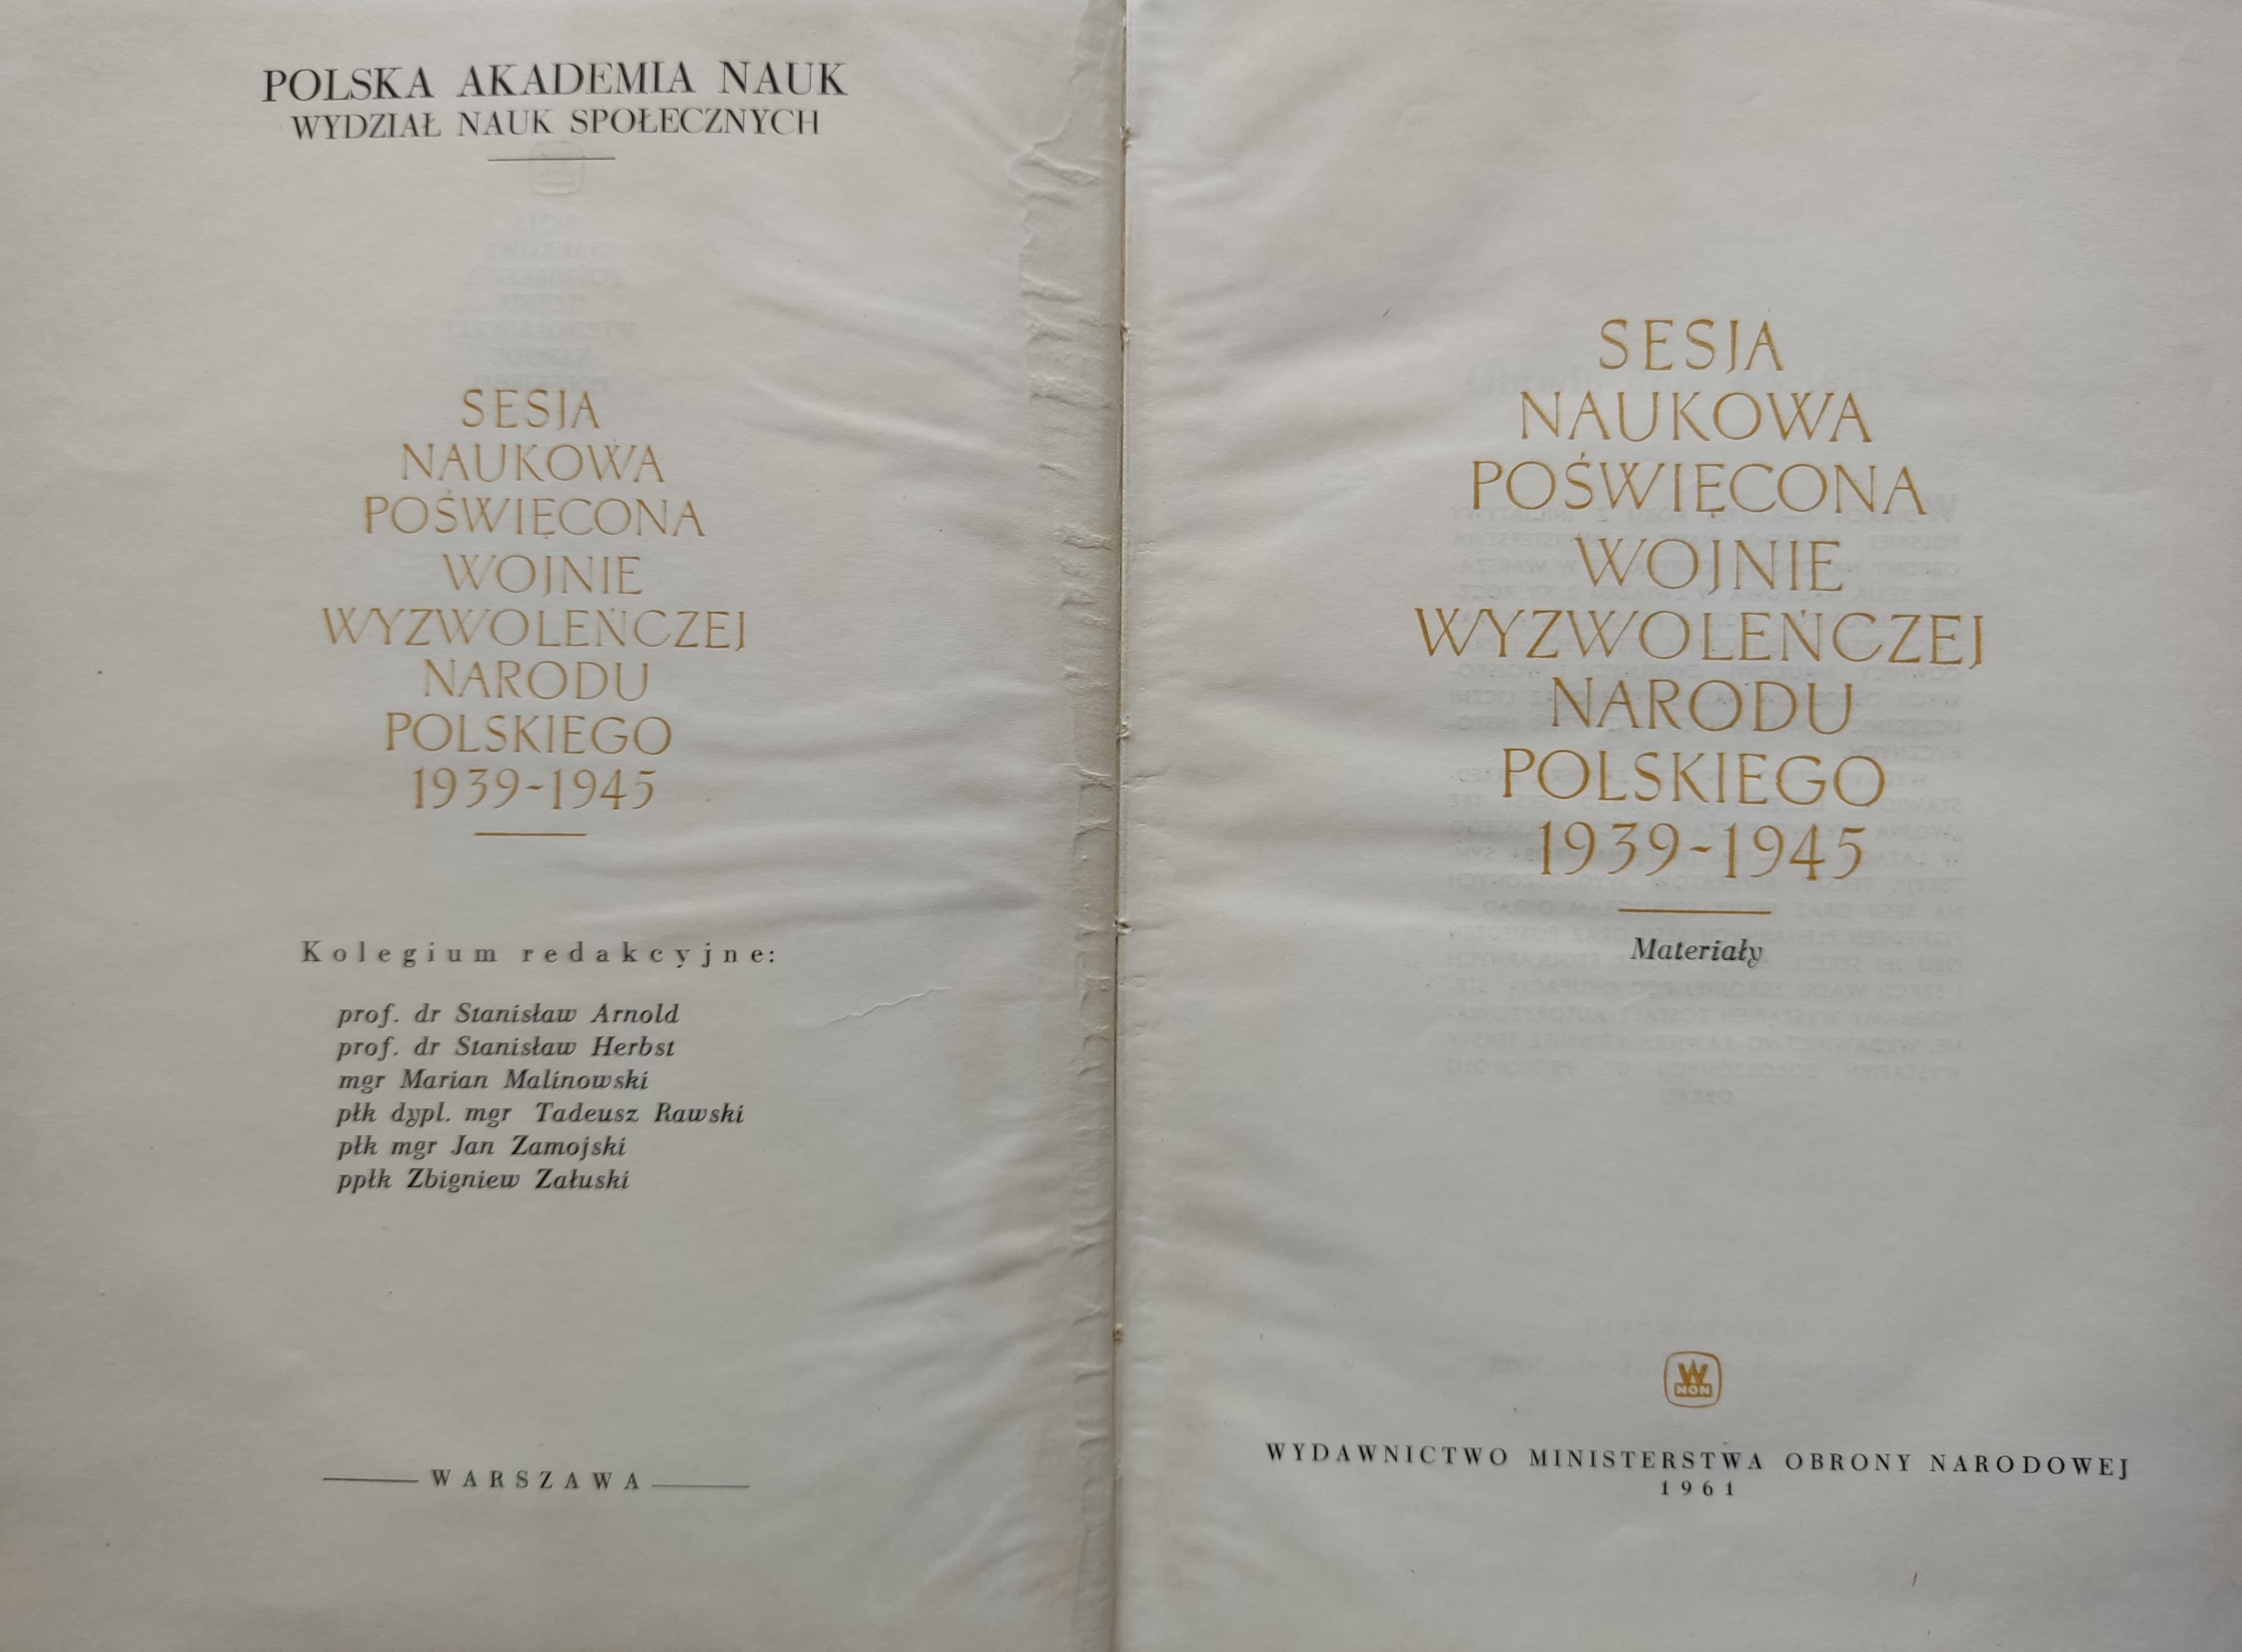 POLSKA AKADEMIA NAUK
WYDZIAŁ NAUK SPOŁECZNYCH
SESJA
NAUKOWA
POŚWIĘCONA
WOJNIE
WYZWOLEŃCZEJ
NARODU
POLSKIEGO
1939-1945
Kolegium redakcyjne:
prof. dr Stanisław Arnold
prof. dr Stanisław Herbst
mgr Marian Malinowski
płk dypl. mgr Tadeusz Rawski
płk mgr Jan Zamojski
ppłk Zbigniew Załuski
WARSZAWA
SESJA
NAUKOWA
POŚWIĘCONA
WOJNIE
WYZWOLEŃCZEJ
NARODU
POLSKIEGO
1939-1945
Materiały
W
MON
WYDAWNICTWO MINISTERSTWA OBRONY NARODOWEJ
1961